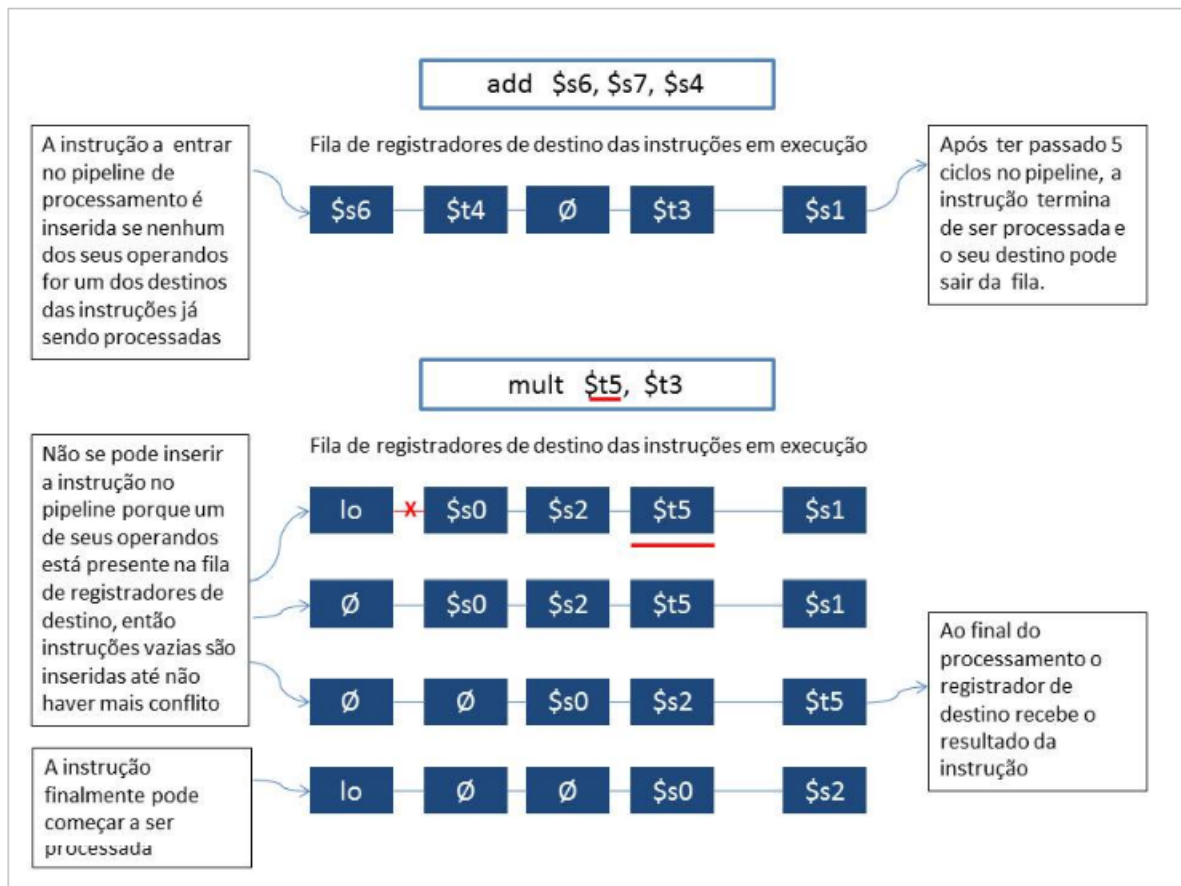 add $s6, $s7, $s4
A instrução a entrar
no pipeline de
processamento é
inserida se nenhum
dos seus operandos
for um dos destinos
das instruções já
sendo processadas
Fila de registradores de destino das instruções em execução
$s6 $t4 Ø $t3 $s1
Após ter passado 5
ciclos no pipeline, a
instrução termina
de ser processada e
o seu destino pode
sair da fila.
mult $t5, $t3
Fila de registradores de destino das instruções em execução
Não se pode inserir
a instrução no
pipeline porque um
de seus operandos
está presente na fila
de registradores de
destino, então
instruções vazias são
inseridas até não
haver mais conflito
lo x $s0 $s2 $t5 $s1
Ø $s0 $s2 $t5 $s1
Ø Ø $s0 $s2 $t5
Ao final do
processamento o
registrador de
destino recebe o
resultado da
instrução
A instrução
finalmente pode
começar a ser
processada
lo Ø Ø $s0 $s2